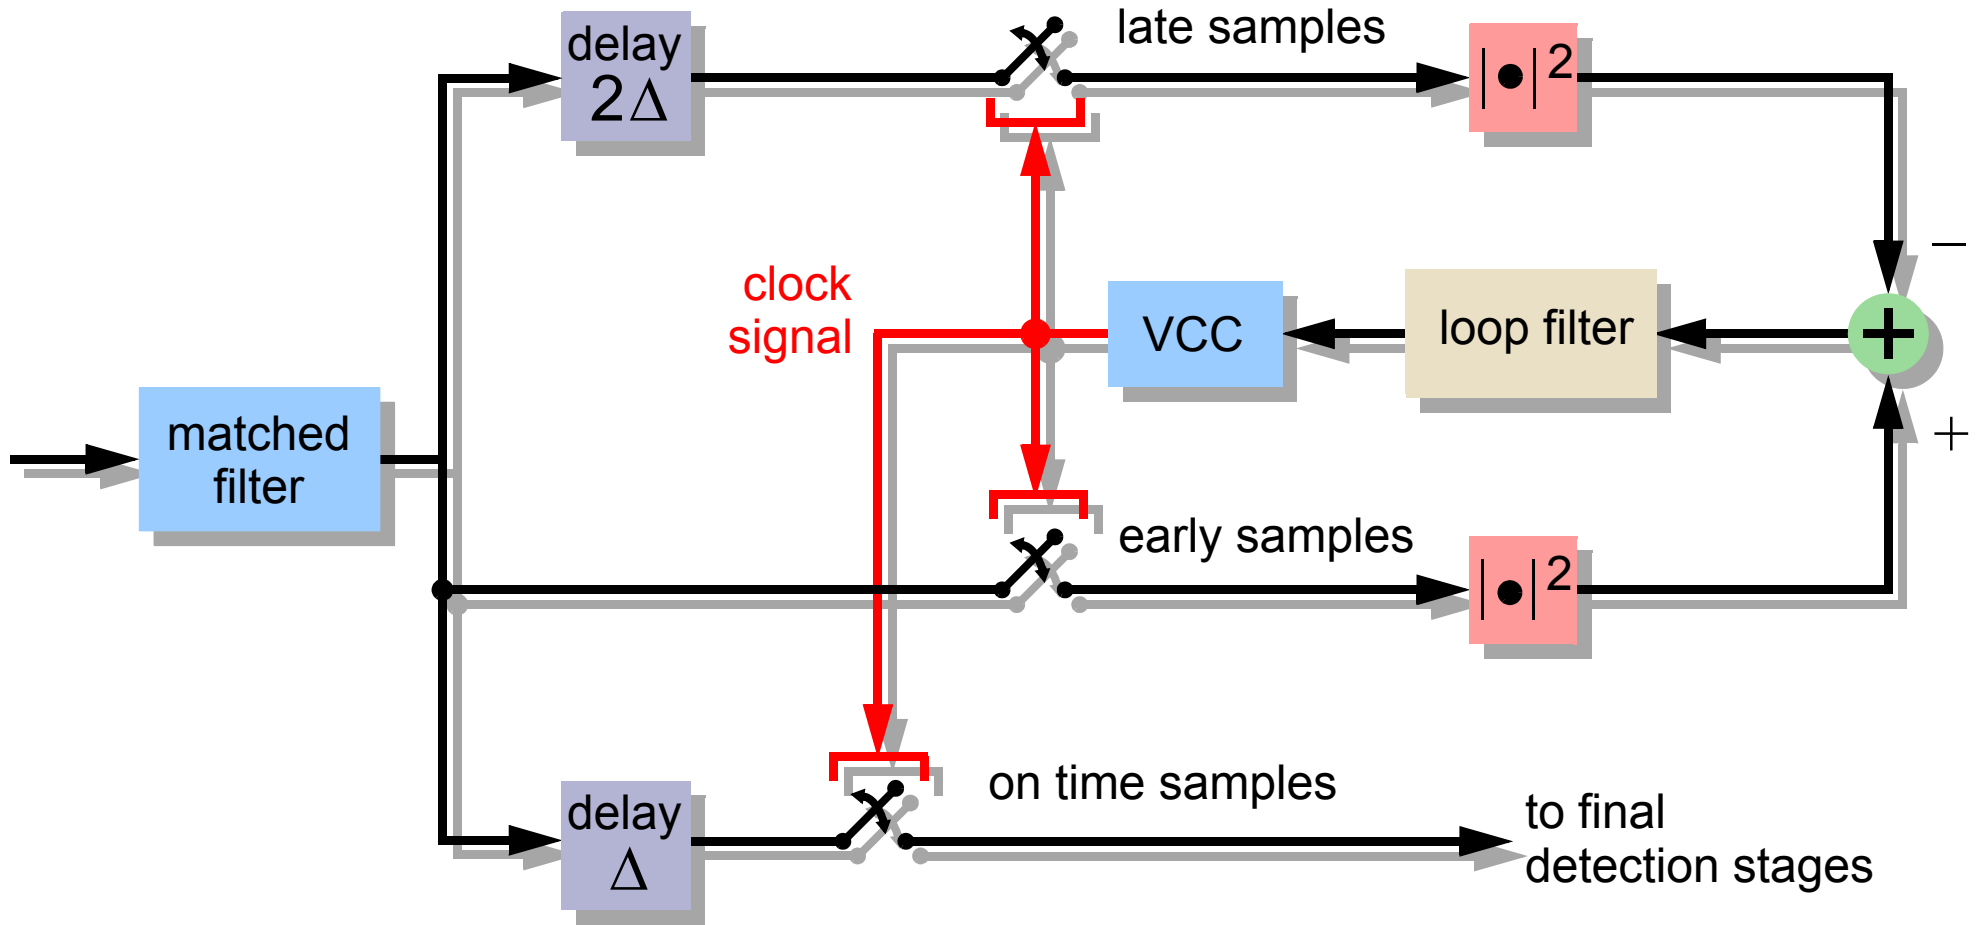 delay
2Δ
late samples
|•|²
−
clock
signal
VCC
loop filter
+
+
matched
filter
early samples
|•|²
on time samples
delay
Δ
to final
detection stages